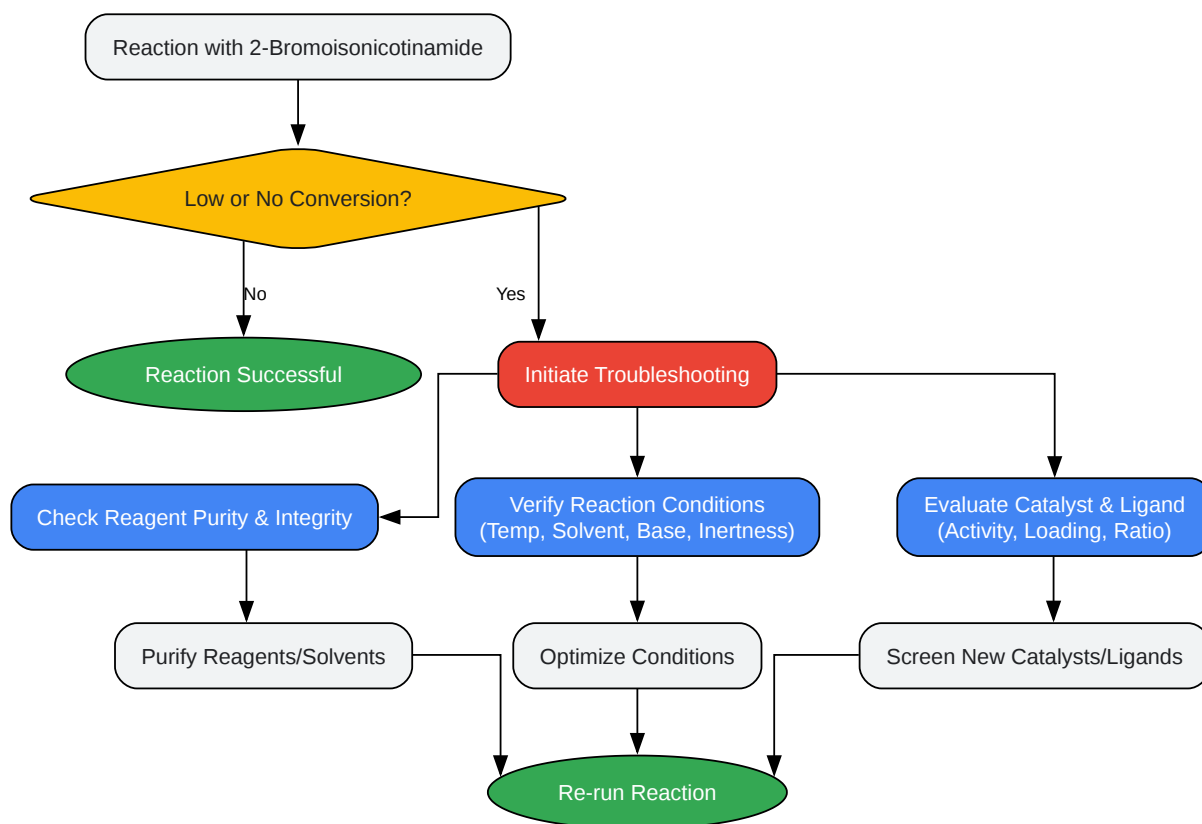 Reaction with 2-Bromoisonicotinamide
Low or No Conversion?
No
Yes
Reaction Successful
Initiate Troubleshooting
Check Reagent Purity & Integrity
Verify Reaction Conditions
(Temp, Solvent, Base, Inertness)
Evaluate Catalyst & Ligand
(Activity, Loading, Ratio)
Purify Reagents/Solvents
Optimize Conditions
Screen New Catalysts/Ligands
Re-run Reaction